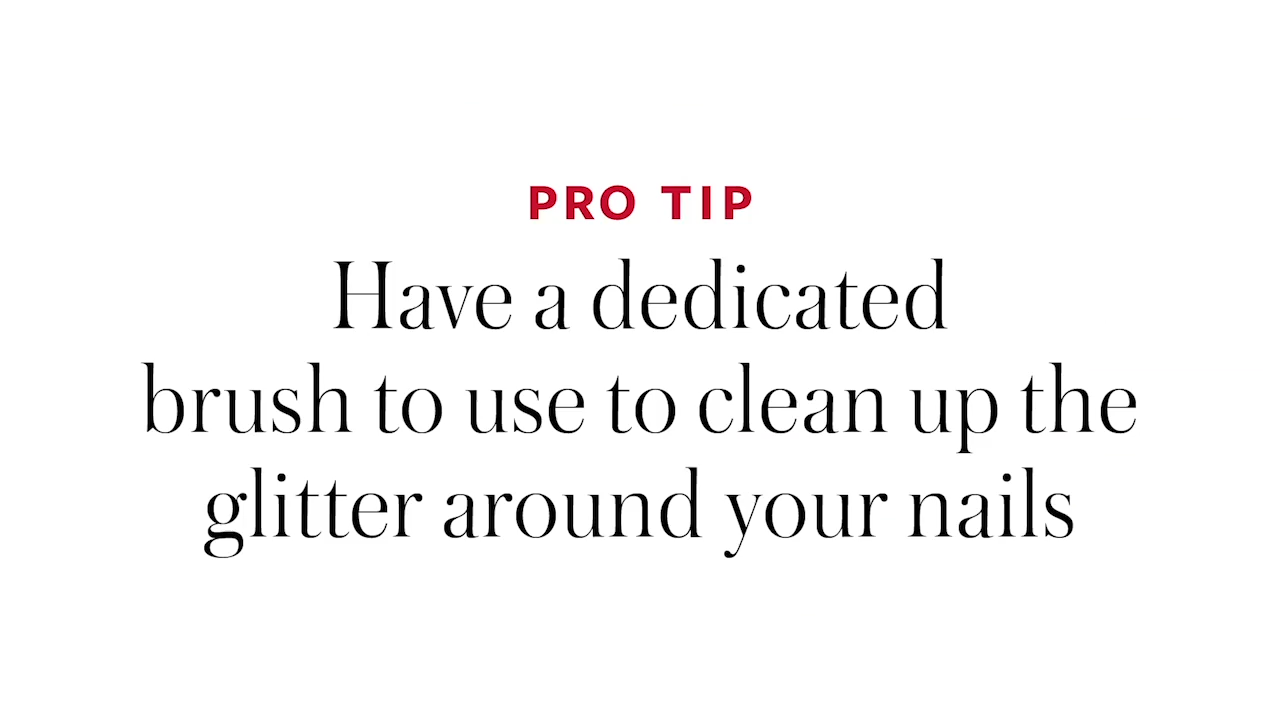 PRO TIP
Have a dedicated
brush to use to clean up the
glitter around your nails